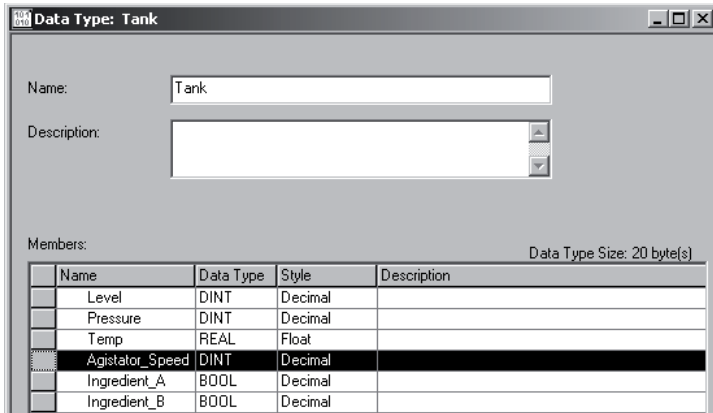 Data Type: Tank
Name: Tank
Description:
Members:
Data Type Size: 20 byte(s)
Name Data Type Style Description
Level DINT Decimal
Pressure DINT Decimal
Temp REAL Float
Agistator_Speed DINT Decimal
Ingredient_A BOOL Decimal
Ingredient_B BOOL Decimal